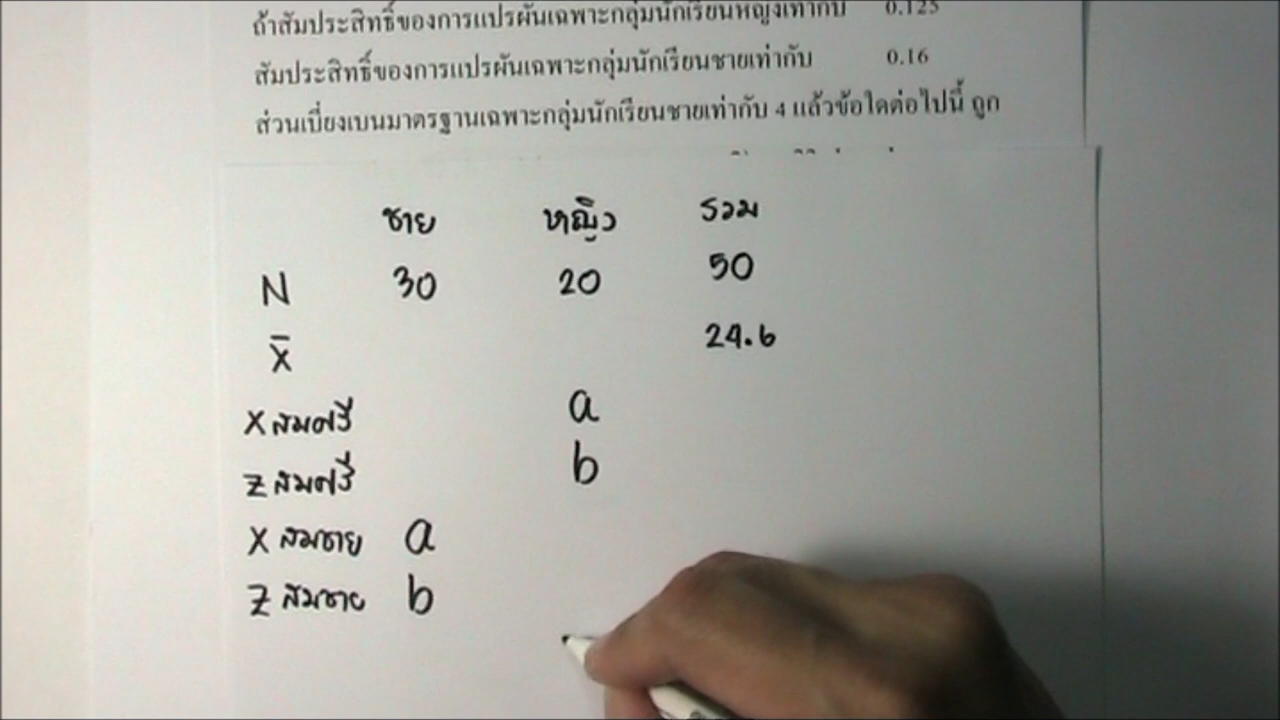 ถ้าสัมประสิทธิ์ของการแปรผันเฉพาะกลุ่มนักเรียนหญิงเท่ากับ 0.125
สัมประสิทธิ์ของการแปรผันเฉพาะกลุ่มนักเรียนชายเท่ากับ 0.16
ส่วนเบี่ยงเบนมาตรฐานเฉพาะกลุ่มนักเรียนชายเท่ากับ 4 แล้วข้อใดต่อไปนี้ ถูก
ชาย หญิง รวม
N 30 20 50
x̄ 24.6
x สมศรี a
z สมศรี b
x สมชาย a
z สมชาย b